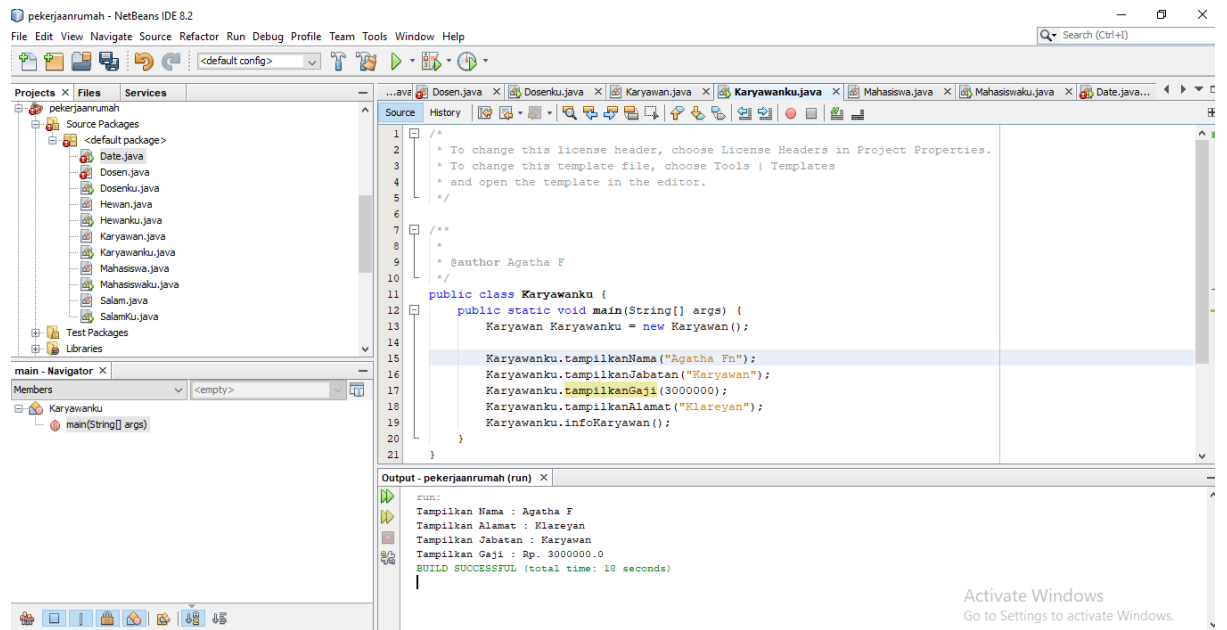 pekerjaanrumah - NetBeans IDE 8.2
File Edit View Navigate Source Refactor Run Debug Profile Team Tools Window Help
Search (Ctrl+I)
<default config>
Projects Files Services
pekerjaanrumah
Source Packages
<default package>
Date.java
Dosen.java
Dosenku.java
Hewan.java
Hewanku.java
Karyawan.java
Karyawanku.java
Mahasiswa.java
Mahasiswaku.java
Salam.java
SalamKu.java
Test Packages
Libraries
main - Navigator
Members <empty>
Karyawanku
main(String[] args)
...ava Dosen.java Dosenku.java Karyawan.java Karyawanku.java Mahasiswa.java Mahasiswaku.java Date.java...
Source History
1 /*
2 * To change this license header, choose License Headers in Project Properties.
3 * To change this template file, choose Tools | Templates
4 * and open the template in the editor.
5 */
6
7 /**
8 *
9 * @author Agatha F
10 */
11 public class Karyawanku {
12 public static void main(String[] args) {
13 Karyawan Karyawanku = new Karyawan();
14
15 Karyawanku.tampilkanNama("Agatha Fn");
16 Karyawanku.tampilkanJabatan("Karyawan");
17 Karyawanku.tampilkanGaji(3000000);
18 Karyawanku.tampilkanAlamat("Klareyan");
19 Karyawanku.infoKaryawan();
20 }
21 }
Output - pekerjaanrumah (run)
run:
Tampilkan Nama : Agatha F
Tampilkan Alamat : Klareyan
Tampilkan Jabatan : Karyawan
Tampilkan Gaji : Rp. 3000000.0
BUILD SUCCESSFUL (total time: 18 seconds)
Activate Windows
Go to Settings to activate Windows.